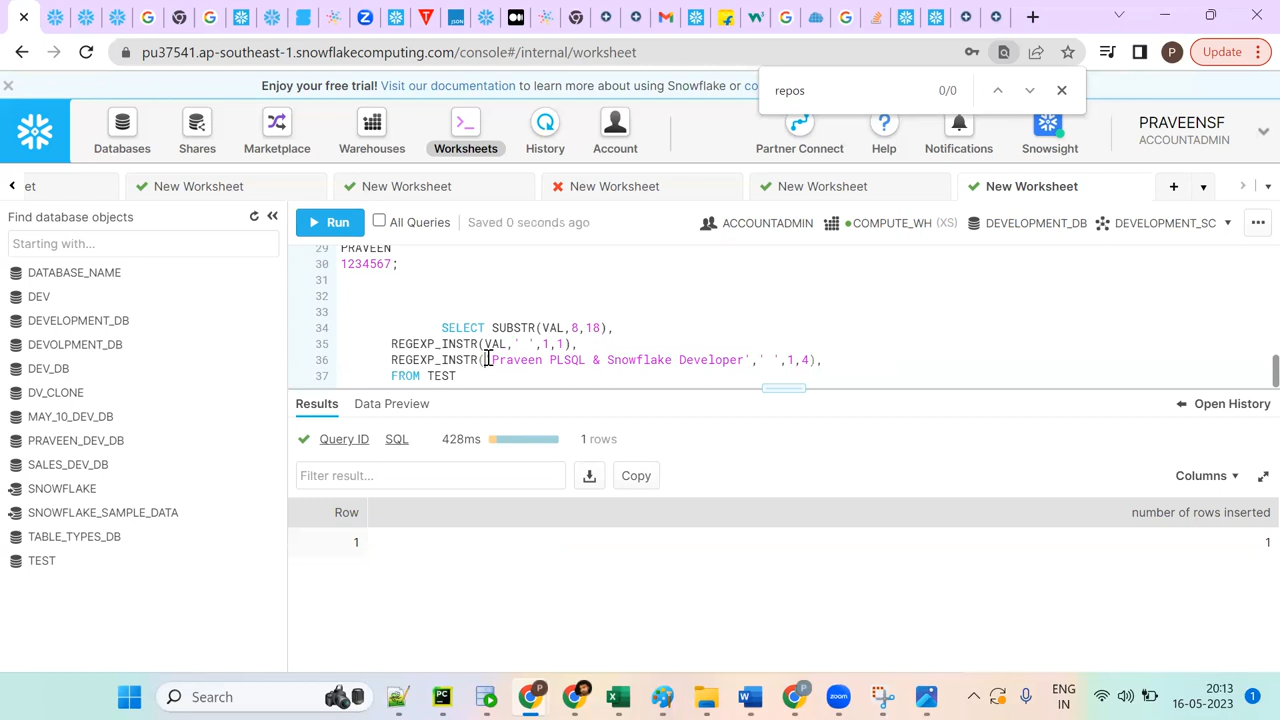 pu37541.ap-southeast-1.snowflakecomputing.com/console#/internal/worksheet
Update
Enjoy your free trial! Visit our documentation to learn more about using Snowflake or co
repos 0/0
Databases Shares Marketplace Warehouses Worksheets History Account Partner Connect Help Notifications Snowsight
PRAVEENSF
ACCOUNTADMIN
et New Worksheet New Worksheet New Worksheet New Worksheet New Worksheet
Find database objects
Run All Queries Saved 0 seconds ago ACCOUNTADMIN COMPUTE_WH (XS) DEVELOPMENT_DB DEVELOPMENT_SC
Starting with...
DATABASE_NAME
DEV
DEVELOPMENT_DB
DEVOLPMENT_DB
DEV_DB
DV_CLONE
MAY_10_DEV_DB
PRAVEEN_DEV_DB
SALES_DEV_DB
SNOWFLAKE
SNOWFLAKE_SAMPLE_DATA
TABLE_TYPES_DB
TEST
29 PRAVEEN
30 1234567;
31
32
33
34 SELECT SUBSTR(VAL,8,18),
35 REGEXP_INSTR(VAL,' ',1,1),
36 REGEXP_INSTR('Praveen PLSQL & Snowflake Developer',' ',1,4),
37 FROM TEST
Results Data Preview Open History
Query ID SQL 428ms 1 rows
Filter result... Copy Columns
Row number of rows inserted
1 1
Search
ENG
IN
20:13
16-05-2023